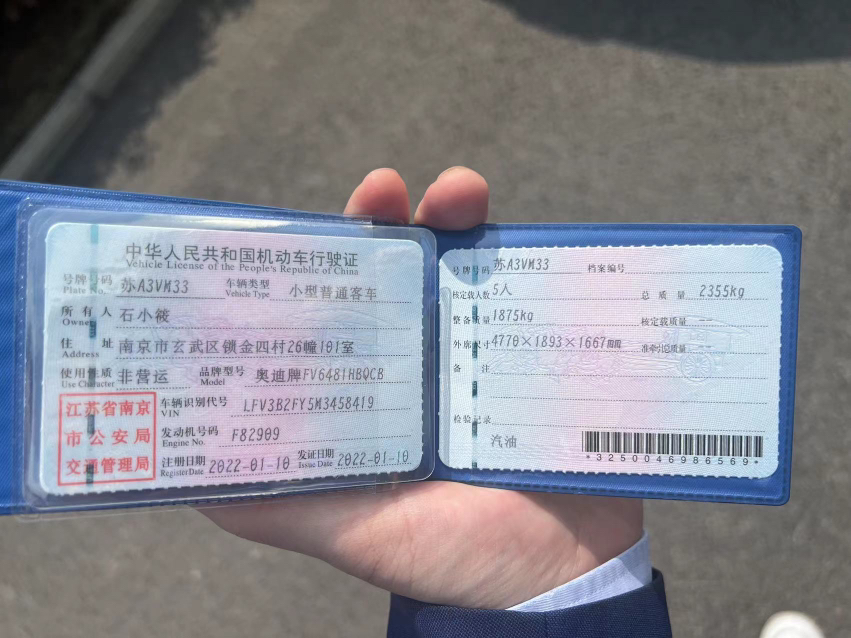 中华人民共和国机动车行驶证
Vehicle License of the People's Republic of China
号牌号码 苏A3VM33 车辆类型 小型普通客车
Plate No. Vehicle Type
所有人 石小筱
Owner
住址 南京市玄武区锁金四村26幢101室
Address
使用性质 非营运 品牌型号 奥迪牌FV6481HBQCB
Use Character Model
江苏省南京
市公安局
交通管理局
车辆识别代号 LFV3B2FY5M3458419
VIN
发动机号码 F82909
Engine No.
注册日期 2022-01-10 发证日期 2022-01-10
Register Date Issue Date
号牌号码 苏A3VM33 档案编号
核定载人数 5人 总质量 2355kg
整备质量 1875kg 核定载质量 --
外廓尺寸 4770×1893×1667mm 准牵引总质量 --
备注
检验记录
汽油
*3250046986569*